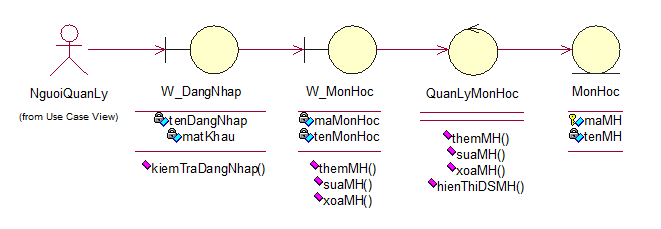 NguoiQuanLy
(from Use Case View)
W_DangNhap
tenDangNhap
matKhau
kiemTraDangNhap()
W_MonHoc
maMonHoc
tenMonHoc
themMH()
suaMH()
xoaMH()
QuanLyMonHoc
themMH()
suaMH()
xoaMH()
hienThiDSMH()
MonHoc
maMH
tenMH